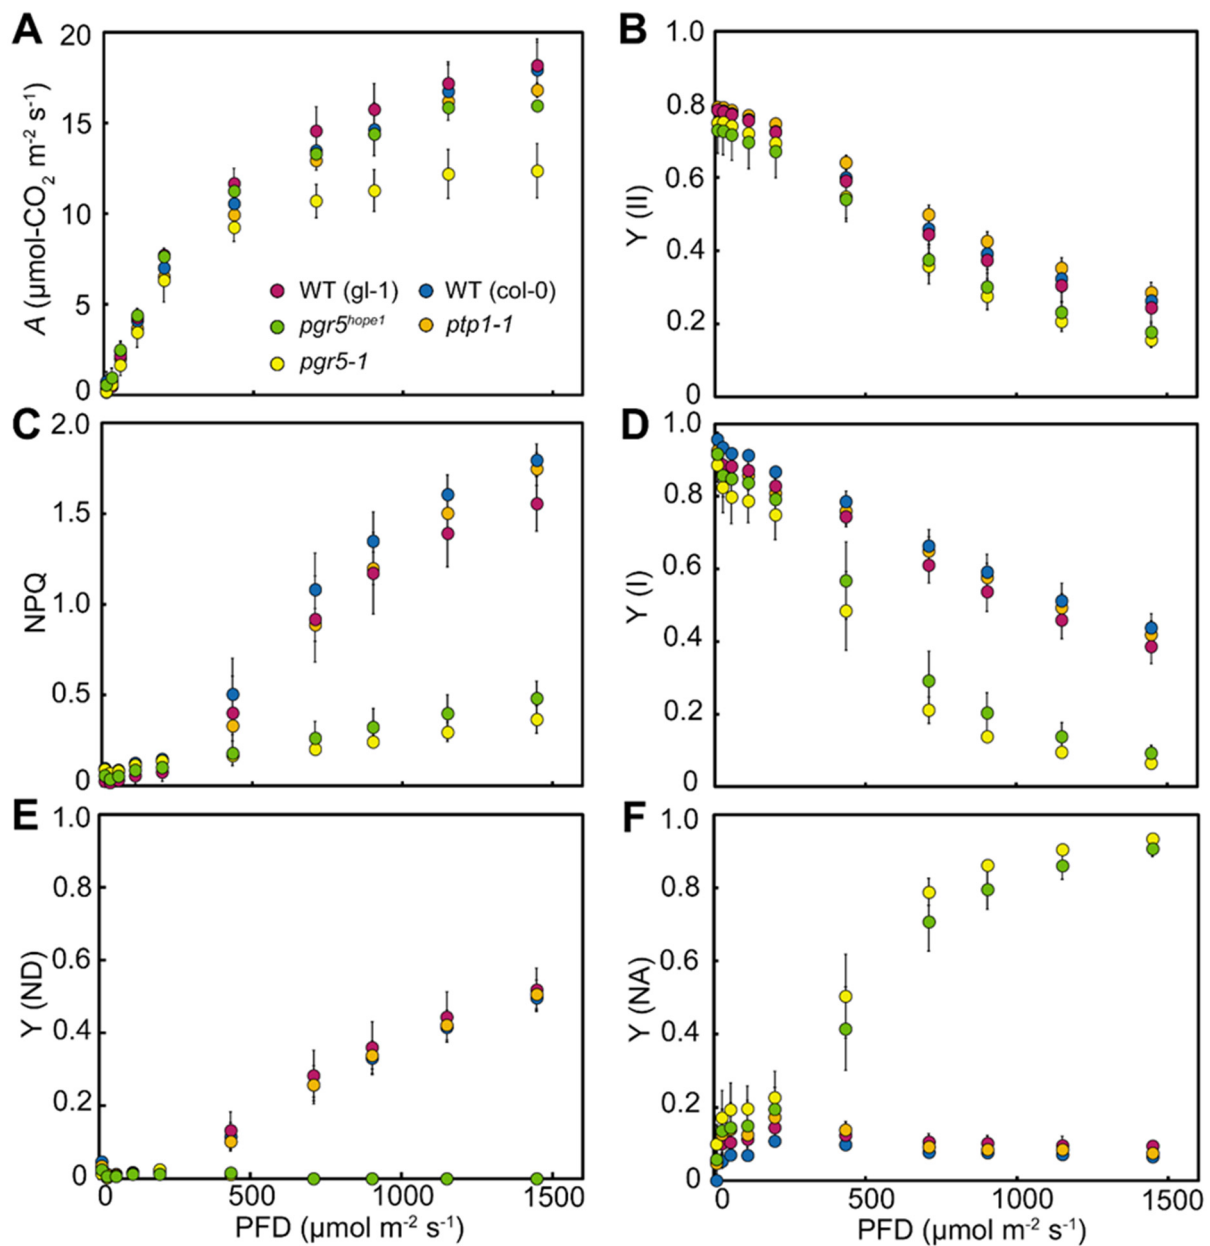 A
20
15
10
5
0
A (μmol-CO₂ m⁻² s⁻¹)
WT (gl-1)
WT (col-0)
pgr5ʰᵒᵖᵉ¹
ptp1-1
pgr5-1
B
1.0
0.8
0.6
0.4
0.2
0
Y (II)
C
2.0
1.5
1.0
0.5
0
NPQ
D
1.0
0.8
0.6
0.4
0.2
0
Y (I)
E
1.0
0.8
0.6
0.4
0.2
0
Y (ND)
0 500 1000 1500
PFD (μmol m⁻² s⁻¹)
F
1.0
0.8
0.6
0.4
0.2
0
Y (NA)
0 500 1000 1500
PFD (μmol m⁻² s⁻¹)